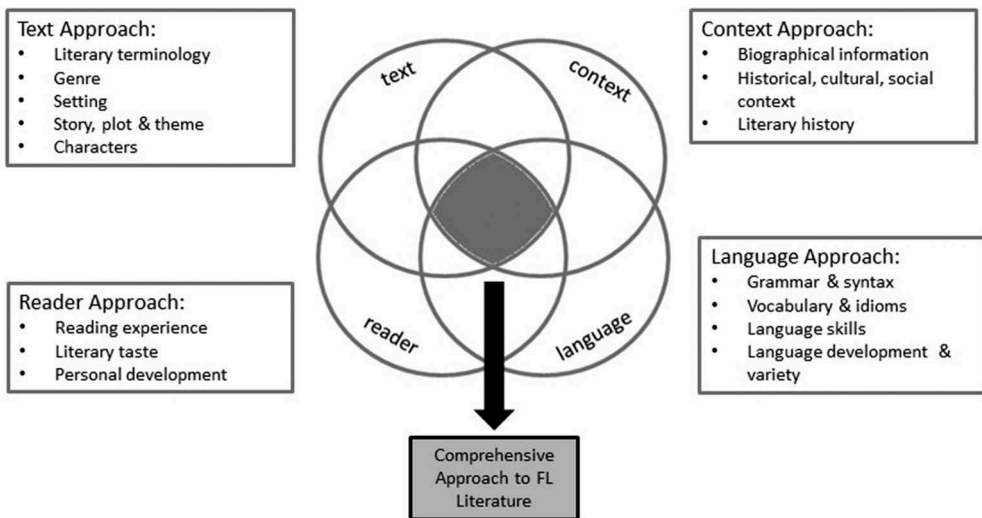 Text Approach:
• Literary terminology
• Genre
• Setting
• Story, plot & theme
• Characters
text
context
Context Approach:
• Biographical information
• Historical, cultural, social
context
• Literary history
Reader Approach:
• Reading experience
• Literary taste
• Personal development
reader
language
Language Approach:
• Grammar & syntax
• Vocabulary & idioms
• Language skills
• Language development &
variety
Comprehensive
Approach to FL
Literature